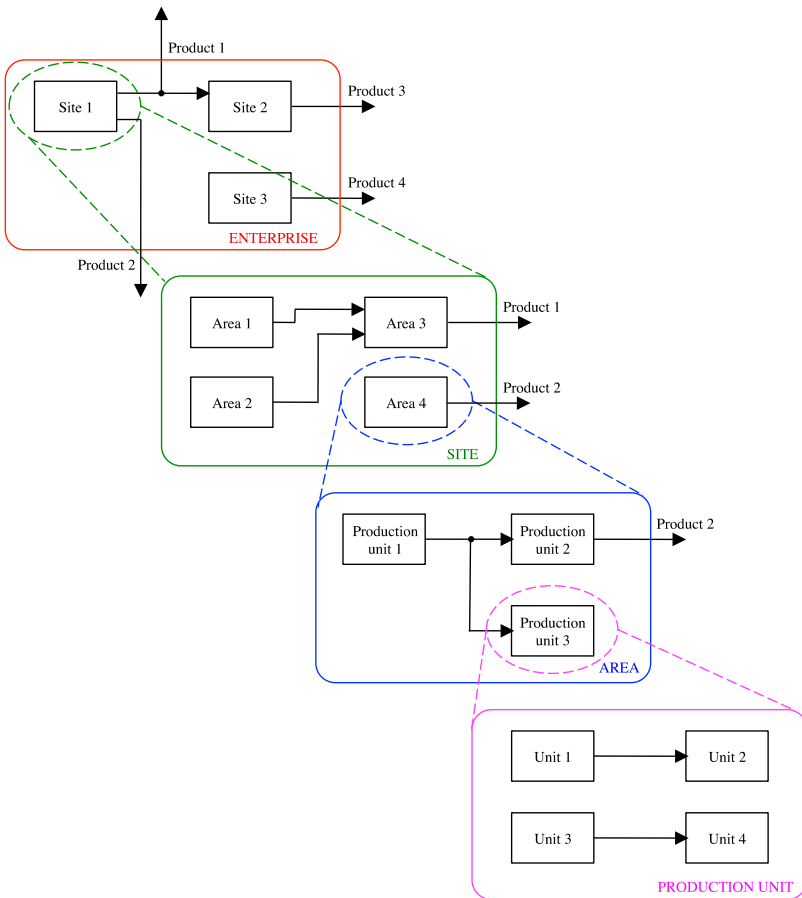 Product 1
Site 1
Site 2
Product 3
Site 3
Product 4
ENTERPRISE
Product 2
Area 1
Area 3
Product 1
Area 2
Area 4
Product 2
SITE
Production
unit 1
Production
unit 2
Product 2
Production
unit 3
AREA
Unit 1
Unit 2
Unit 3
Unit 4
PRODUCTION UNIT